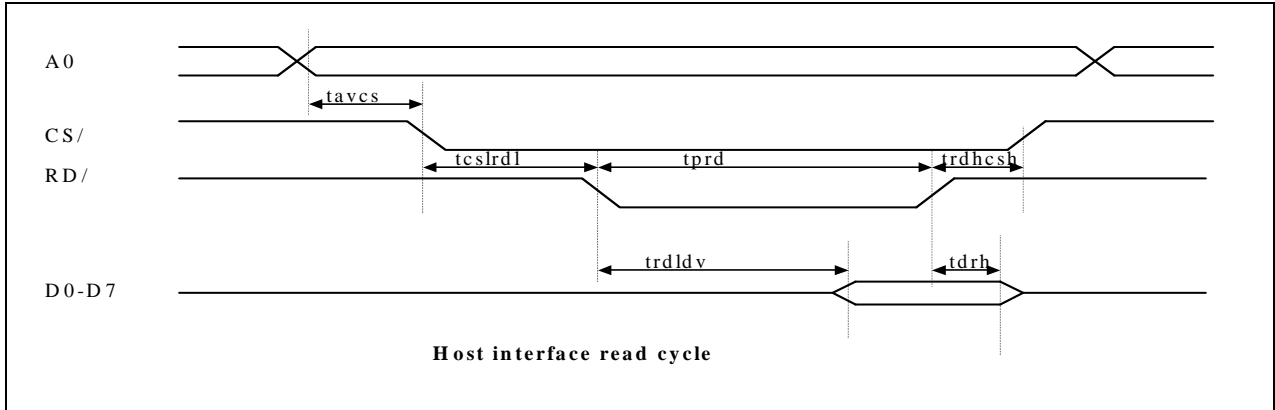 A0
tavcs
CS/
tcslrdl tprd trdhcsh
RD/
trdldv tdrh
D0-D7
Host interface read cycle